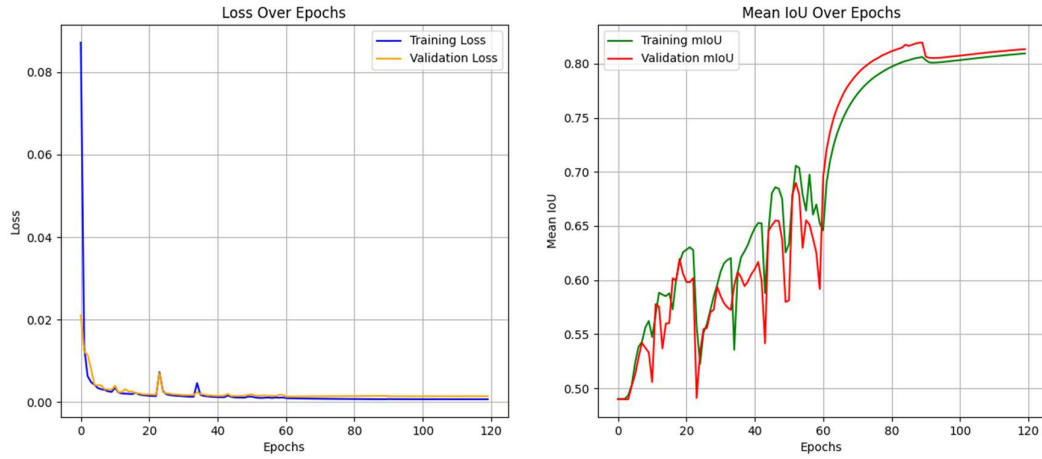 Loss Over Epochs
Training Loss
Validation Loss
Loss
0.08
0.06
0.04
0.02
0.00
0 20 40 60 80 100 120
Epochs
Mean IoU Over Epochs
Training mIoU
Validation mIoU
Mean IoU
0.80
0.75
0.70
0.65
0.60
0.55
0.50
0 20 40 60 80 100 120
Epochs